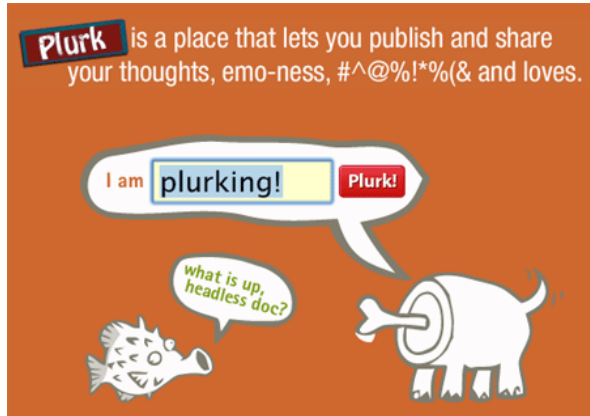 Plurk is a place that lets you publish and share
your thoughts, emo-ness, #^@%!*%(& and loves.
I am plurking! Plurk!
what is up,
headless doc?